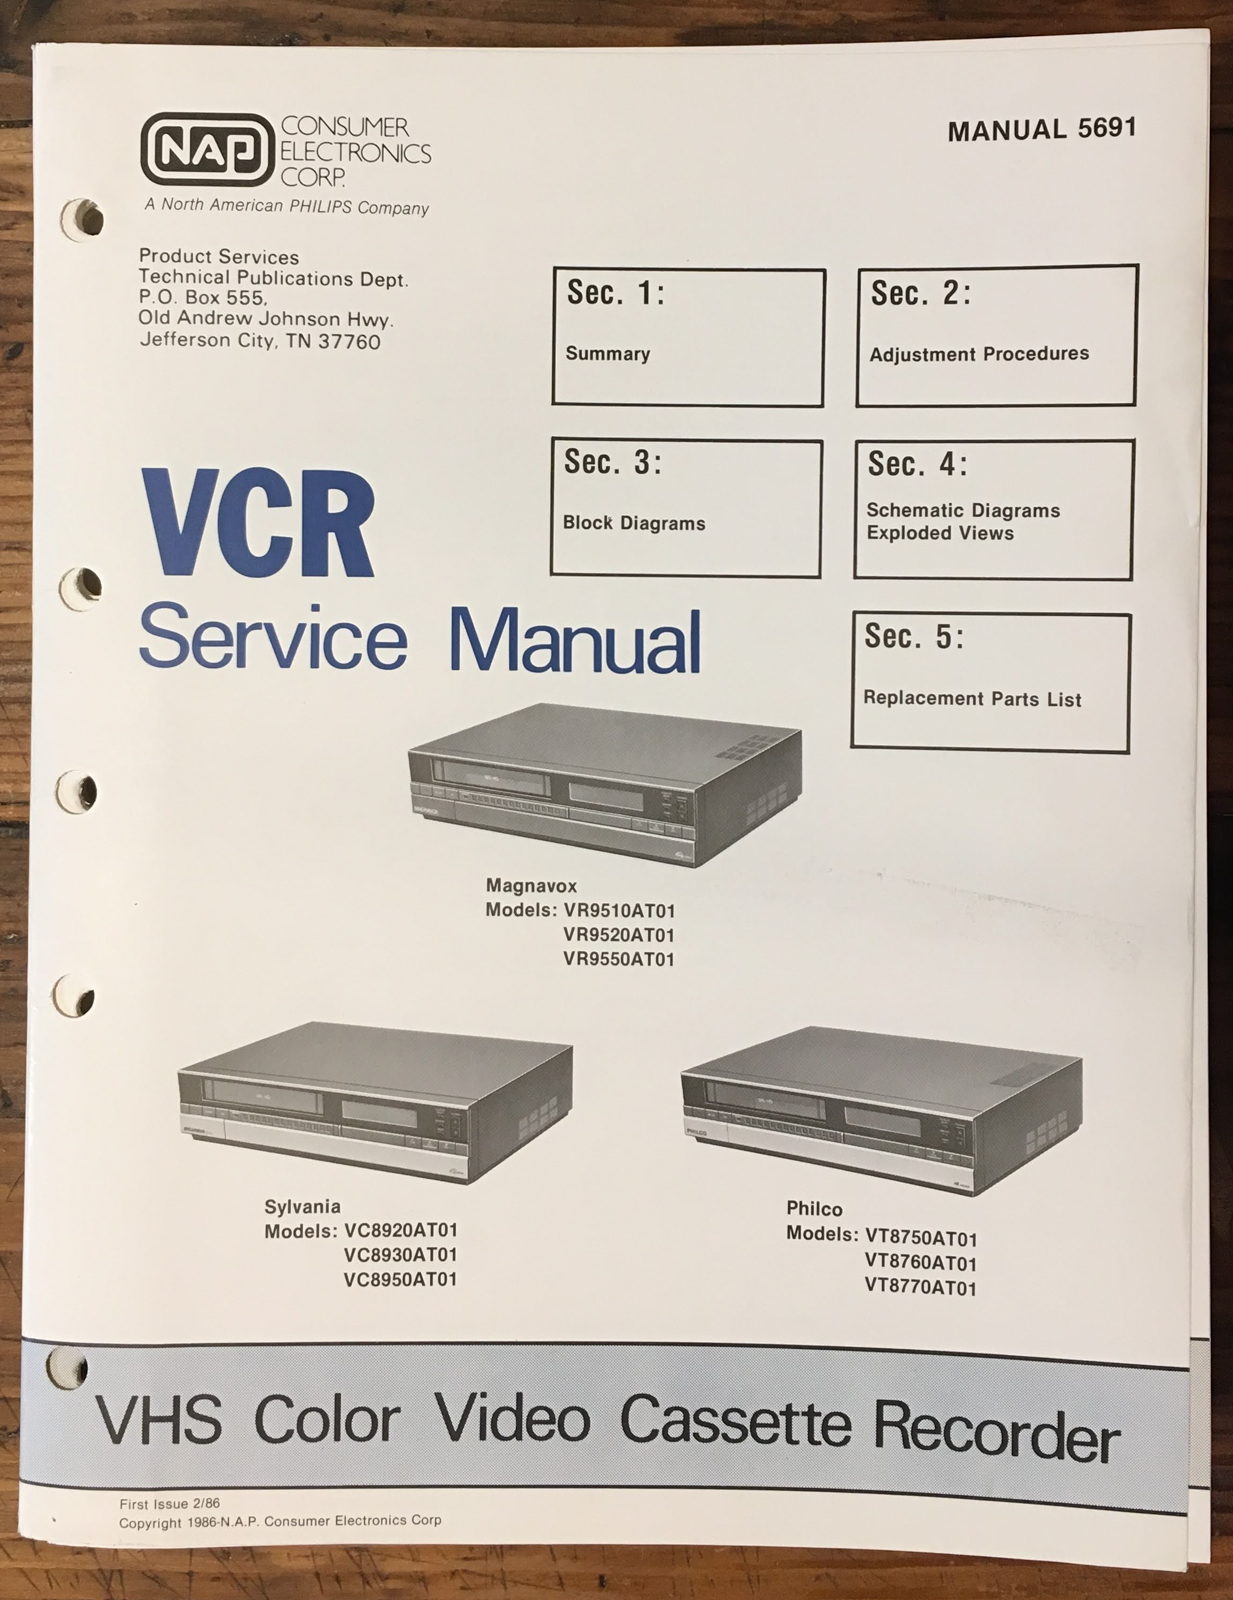 NAP
CONSUMER
ELECTRONICS
CORP.
A North American PHILIPS Company
MANUAL 5691
Product Services
Technical Publications Dept.
P.O. Box 555,
Old Andrew Johnson Hwy.
Jefferson City, TN 37760
Sec. 1:
Summary
Sec. 2:
Adjustment Procedures
Sec. 3:
Block Diagrams
Sec. 4:
Schematic Diagrams
Exploded Views
Sec. 5:
Replacement Parts List
VCR
Service Manual
MAGNAVOX
Magnavox
Models: VR9510AT01
VR9520AT01
VR9550AT01
SYLVANIA
Sylvania
Models: VC8920AT01
VC8930AT01
VC8950AT01
PHILCO
Philco
Models: VT8750AT01
VT8760AT01
VT8770AT01
VHS Color Video Cassette Recorder
First Issue 2/86
Copyright 1986-N.A.P. Consumer Electronics Corp